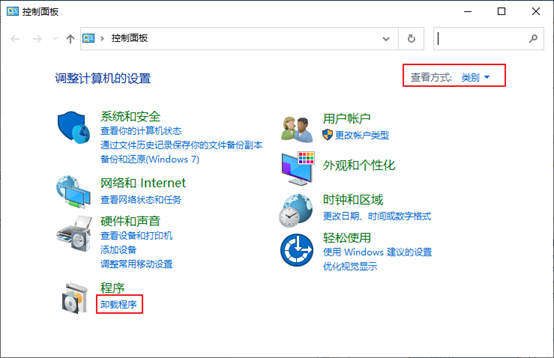 控制面板
控制面板
调整计算机的设置
查看方式: 类别
系统和安全
查看你的计算机状态
通过文件历史记录保存你的文件备份副本
备份和还原(Windows 7)
网络和 Internet
查看网络状态和任务
硬件和声音
查看设备和打印机
添加设备
调整常用移动设置
程序
卸载程序
用户帐户
更改帐户类型
外观和个性化
时钟和区域
更改日期、时间或数字格式
轻松使用
使用 Windows 建议的设置
优化视觉显示